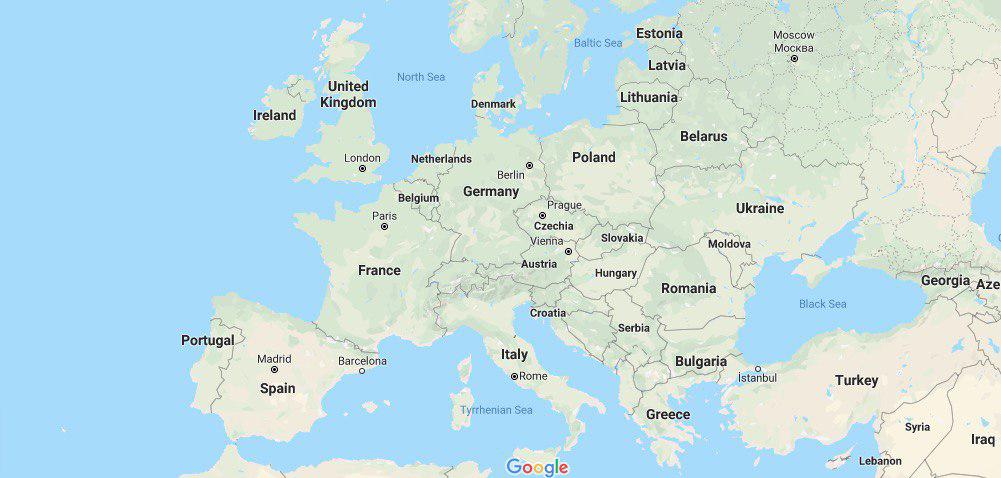 Estonia
Moscow
Москва
Baltic Sea
Latvia
North Sea
United
Kingdom
Denmark
Lithuania
Ireland
Belarus
London
Netherlands
Poland
Berlin
Germany
Belgium
Prague
Ukraine
Paris
Czechia
Slovakia
Vienna
Moldova
Austria
France
Hungary
Georgia
Aze
Romania
Black Sea
Croatia
Serbia
Portugal
Madrid
Barcelona
Italy
Bulgaria
Rome
İstanbul
Turkey
Spain
Tyrrhenian Sea
Greece
Syria
Iraq
Lebanon
Google